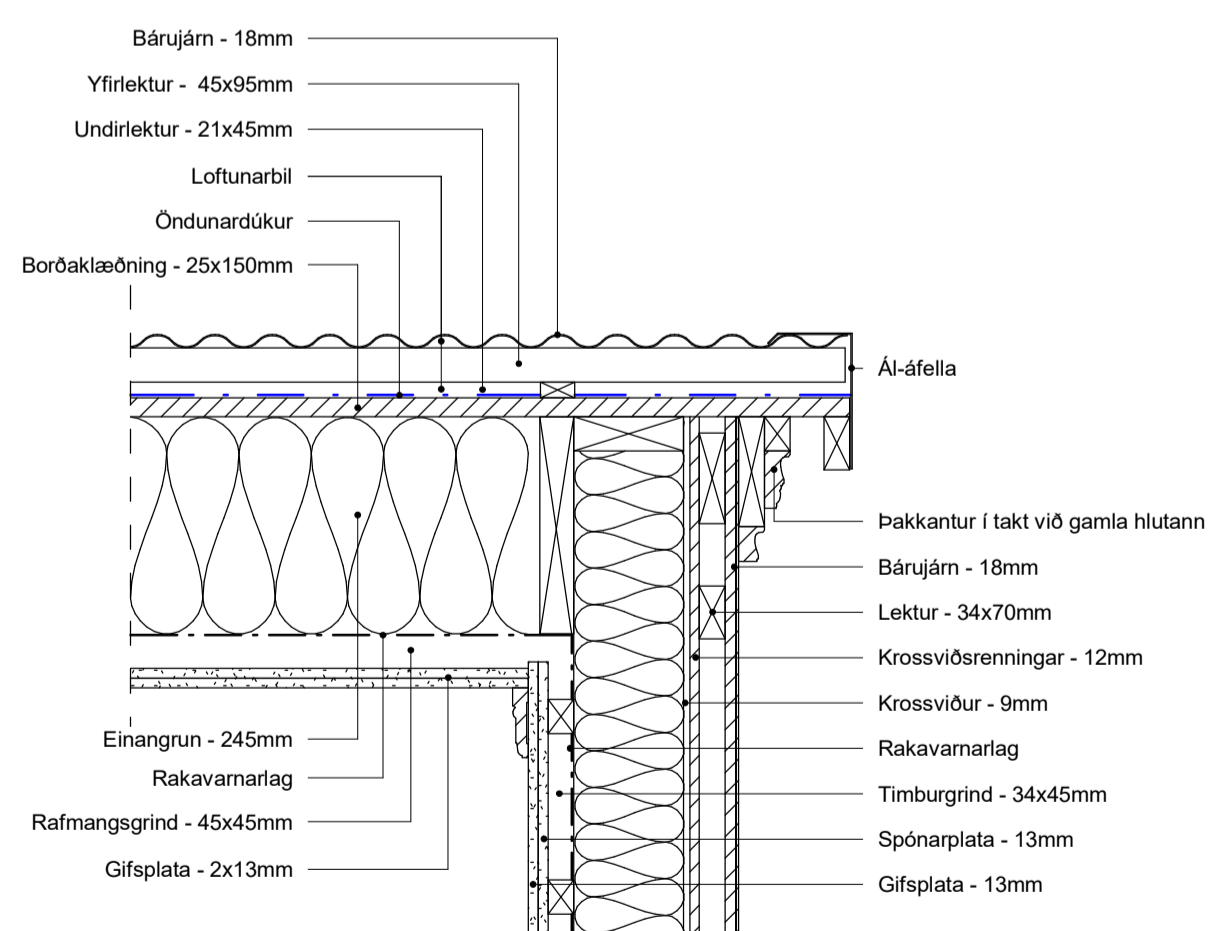 Bárujárn - 18mm
Yfirlektur -  45x95mm
Undirlektur - 21x45mm
Loftunarbil
Öndunardúkur
Borðaklæðning - 25x150mm
Einangrun - 245mm
Rakavarnarlag
Rafmangsgrind - 45x45mm
Gifsplata - 2x13mm
Ál-áfella
Þakkantur í takt við gamla hlutann
Bárujárn - 18mm
Lektur - 34x70mm
Krossviðsrenningar - 12mm
Krossviður - 9mm
Rakavarnarlag
Timburgrind - 34x45mm
Spónarplata - 13mm
Gifsplata - 13mm